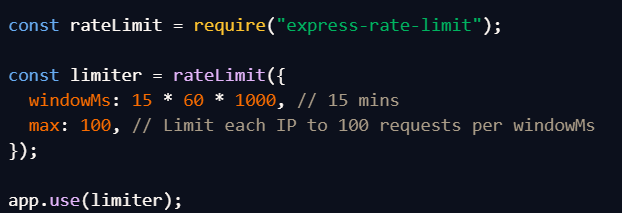 const rateLimit = require("express-rate-limit");
const limiter = rateLimit({
  windowMs: 15 * 60 * 1000, // 15 mins
  max: 100, // Limit each IP to 100 requests per windowMs
});
app.use(limiter);